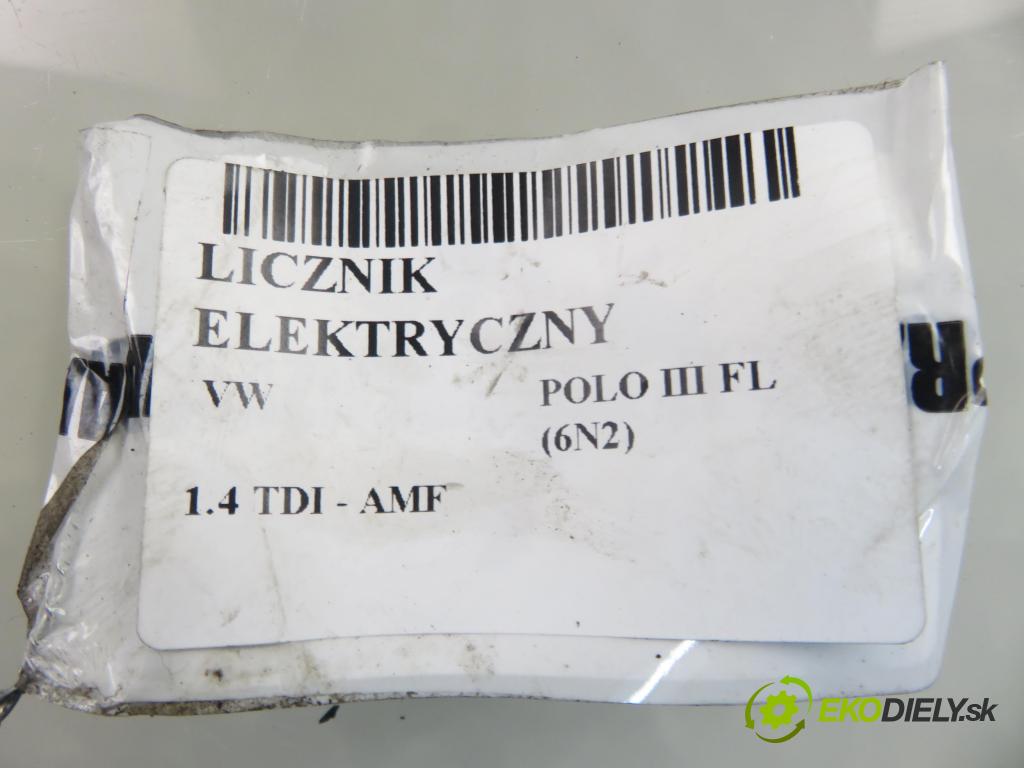 LICZNIK
ELEKTRYCZNY
VW POLO III FL
(6N2)
1.4 TDI - AMF
EKODIELY.sk